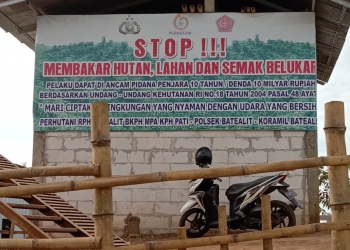 PERHUTANI
STOP !!!
MEMBAKAR HUTAN, LAHAN DAN SEMAK BELUKAR
PELAKU DAPAT DI ANCAM PIDANA PENJARA 10 TAHUN DENDA 10 MILYAR RUPIAH
BERDASARKAN UNDANG - UNDANG KEHUTANAN RI NO. 18 TAHUN 2004 PASAL 48 AYAT
"MARI CIPTAKAN LINGKUNGAN YANG NYAMAN DENGAN UDARA YANG BERSIH
PERHUTANI RPH BATEALIT BKPH MPA KPH PATI - POLSEK BATEALIT - KORAMIL BATEALIT